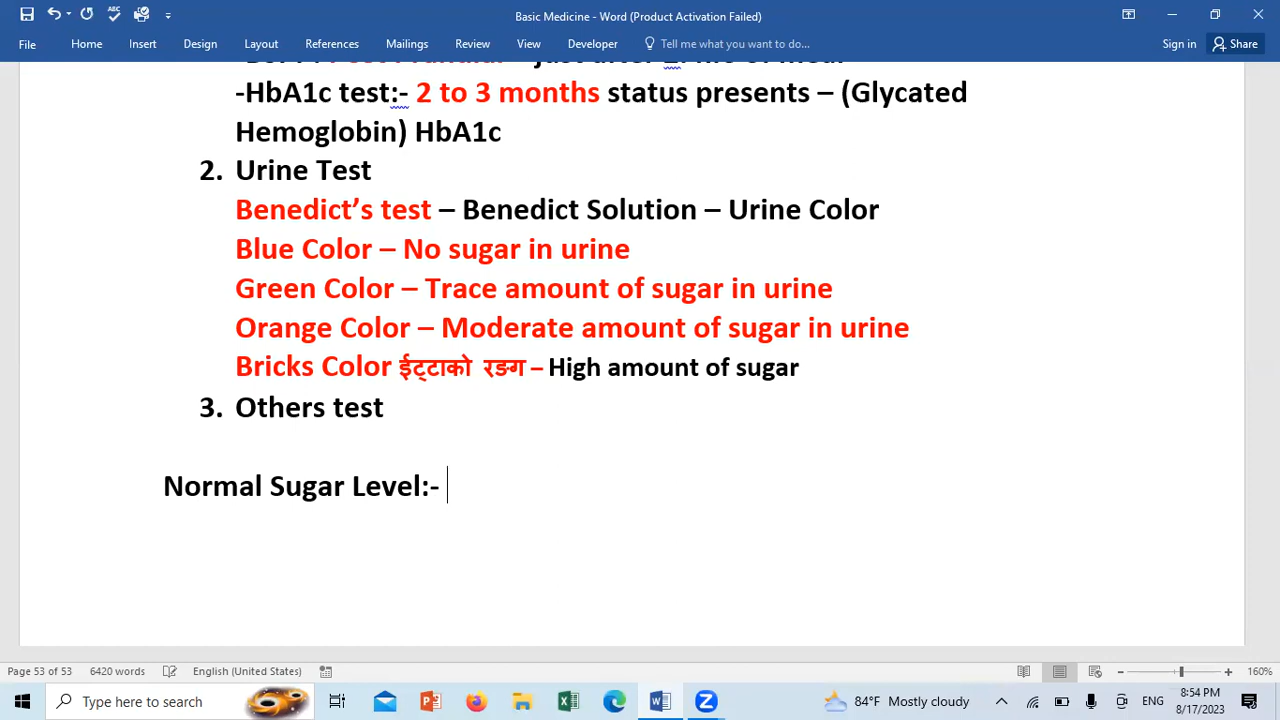 Basic Medicine - Word (Product Activation Failed)
File Home Insert Design Layout References Mailings Review View Developer Tell me what you want to do... Sign in Share
-HbA1c test:- 2 to 3 months status presents – (Glycated
Hemoglobin) HbA1c
2. Urine Test
Benedict’s test – Benedict Solution – Urine Color
Blue Color – No sugar in urine
Green Color – Trace amount of sugar in urine
Orange Color – Moderate amount of sugar in urine
Bricks Color ईट्टाको रङग – High amount of sugar
3. Others test
Normal Sugar Level:-
Page 53 of 53 6420 words English (United States) 160%
Type here to search 84°F Mostly cloudy ENG 8:54 PM
8/17/2023